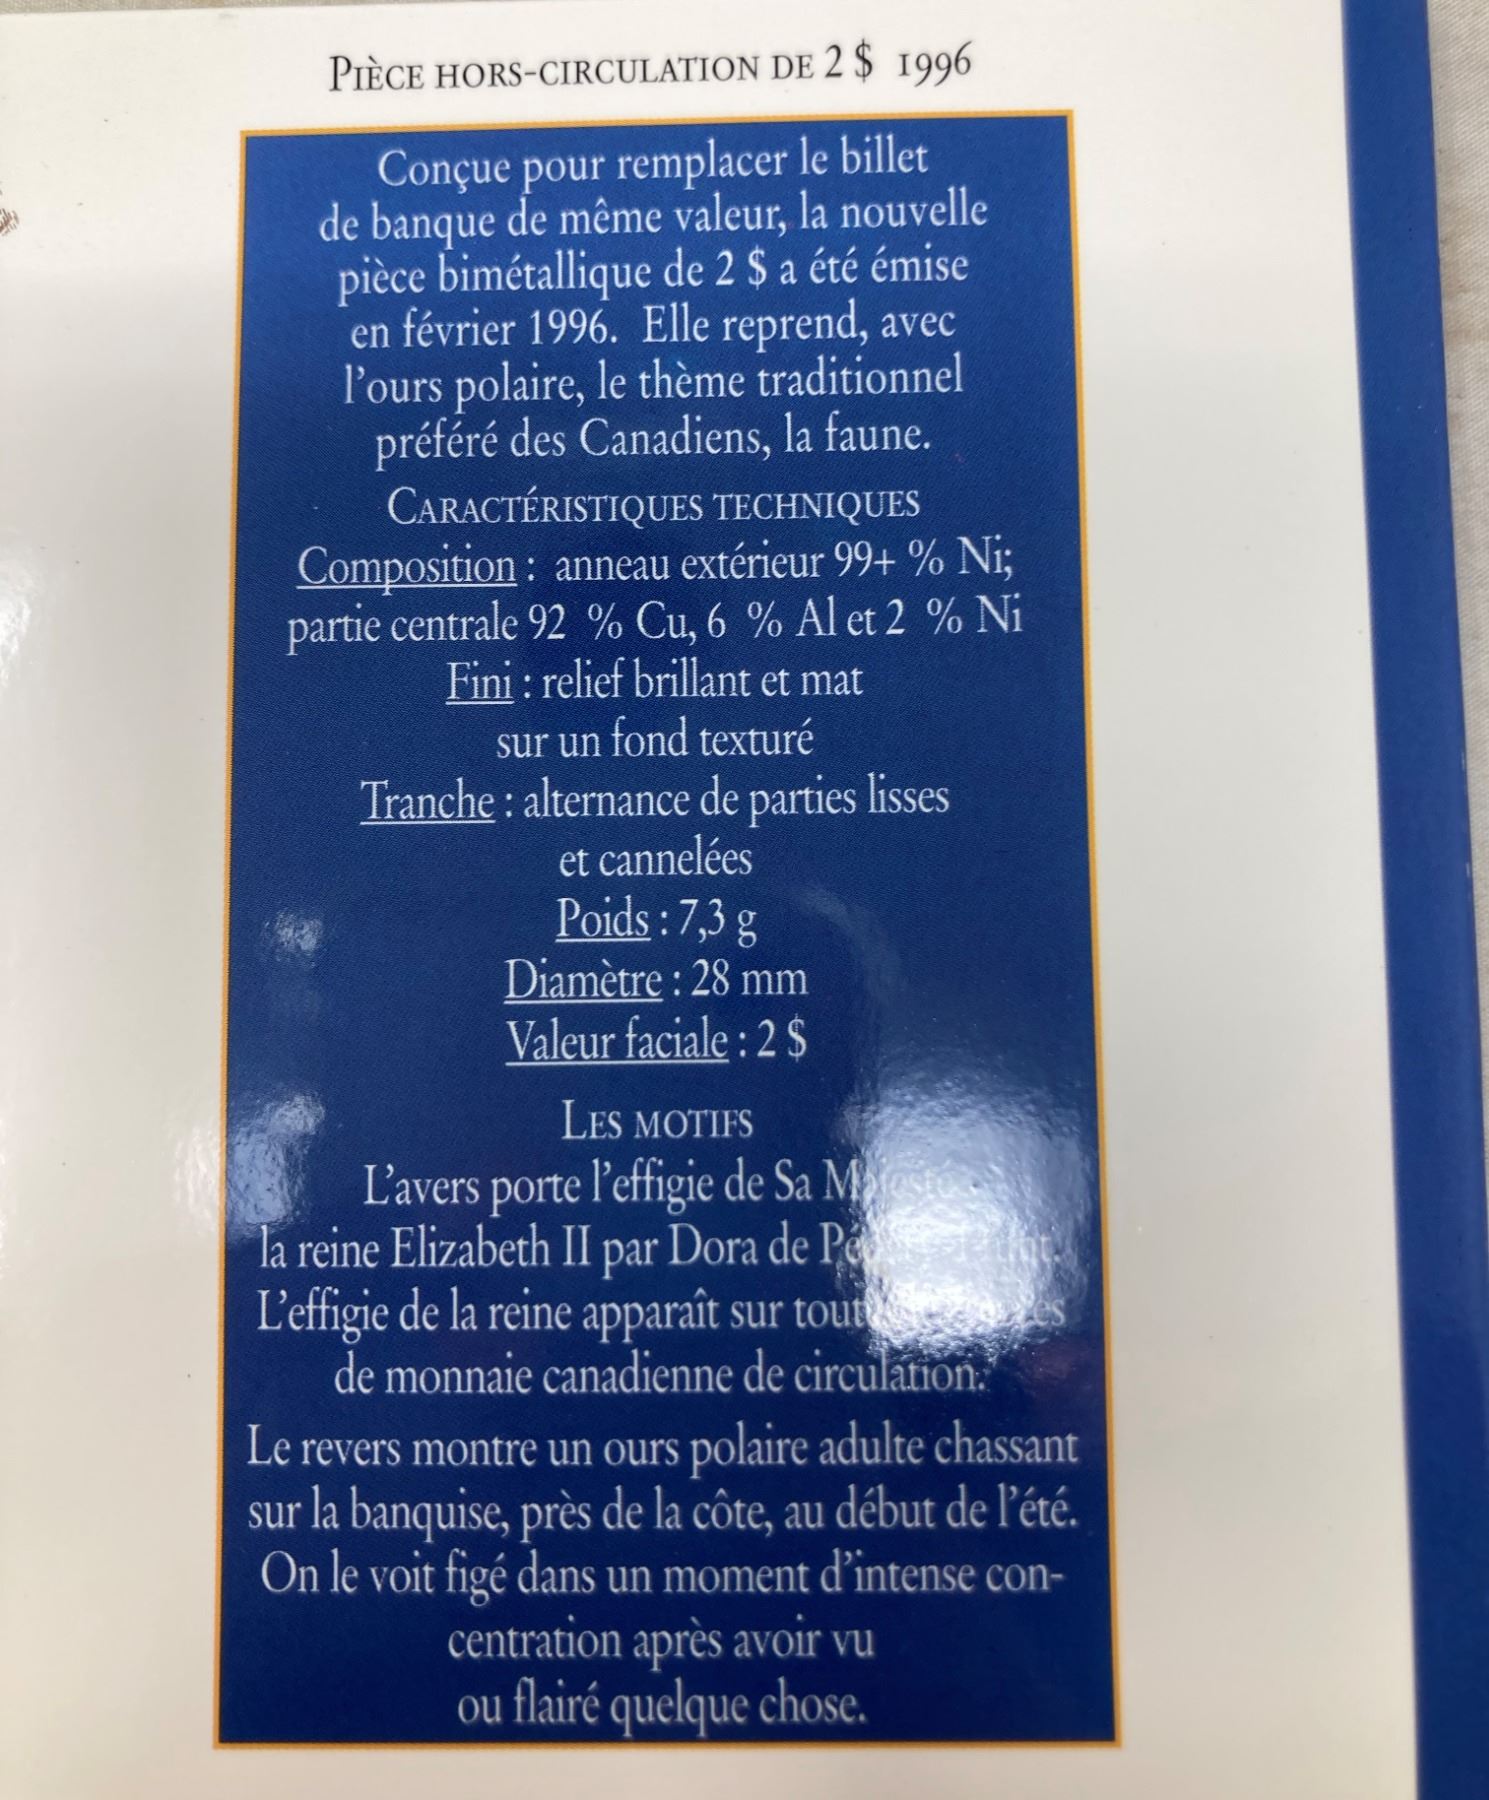 PIÈCE HORS-CIRCULATION DE 2 $ 1996
Conçue pour remplacer le billet
de banque de même valeur, la nouvelle
pièce bimétallique de 2 $ a été émise
en février 1996. Elle reprend, avec
l'ours polaire, le thème traditionnel
préféré des Canadiens, la faune.
CARACTÉRISTIQUES TECHNIQUES
Composition : anneau extérieur 99+ % Ni;
partie centrale 92 % Cu, 6 % Al et 2 % Ni
Fini : relief brillant et mat
sur un fond texturé
Tranche : alternance de parties lisses
et cannelées
Poids : 7,3 g
Diamètre : 28 mm
Valeur faciale : 2 $
LES MOTIFS
L'avers porte l'effigie de Sa Majesté
la reine Elizabeth II par Dora de
L'effigie de la reine apparaît sur
de monnaie canadienne de circulation.
Le revers montre un ours polaire adulte chassant
sur la banquise, près de la côte, au début de l'été.
On le voit figé dans un moment d'intense con-
centration après avoir vu
ou flairé quelque chose.